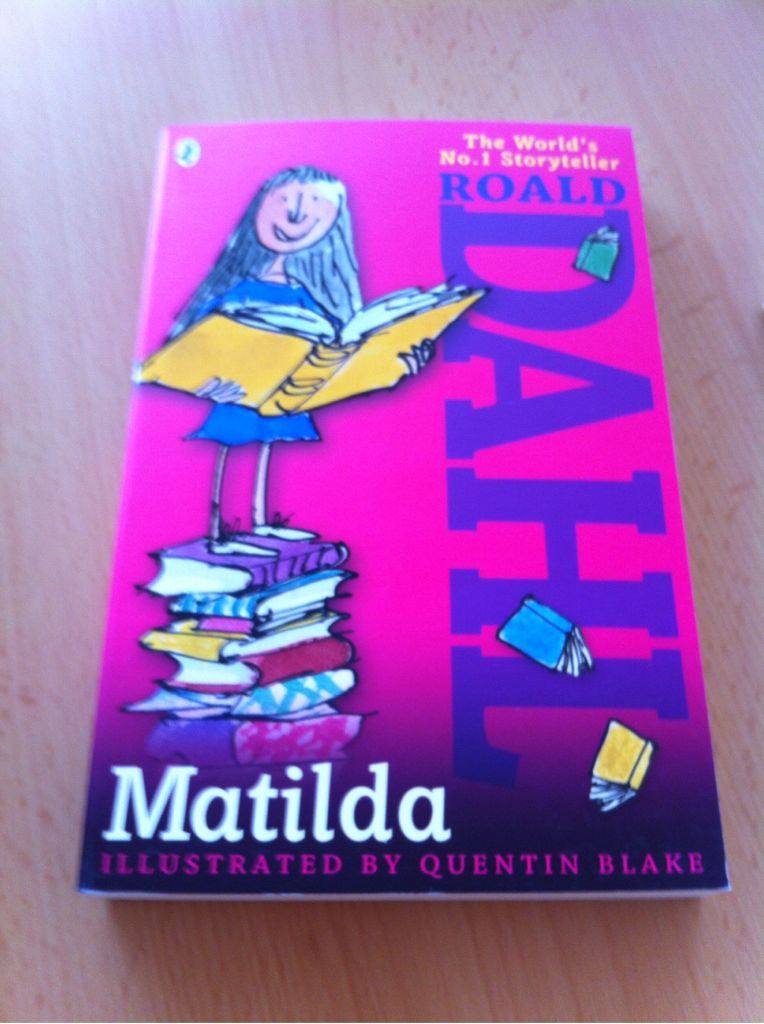 The World's
No.1 Storyteller
ROALD
DAHL
Matilda
ILLUSTRATED BY QUENTIN BLAKE